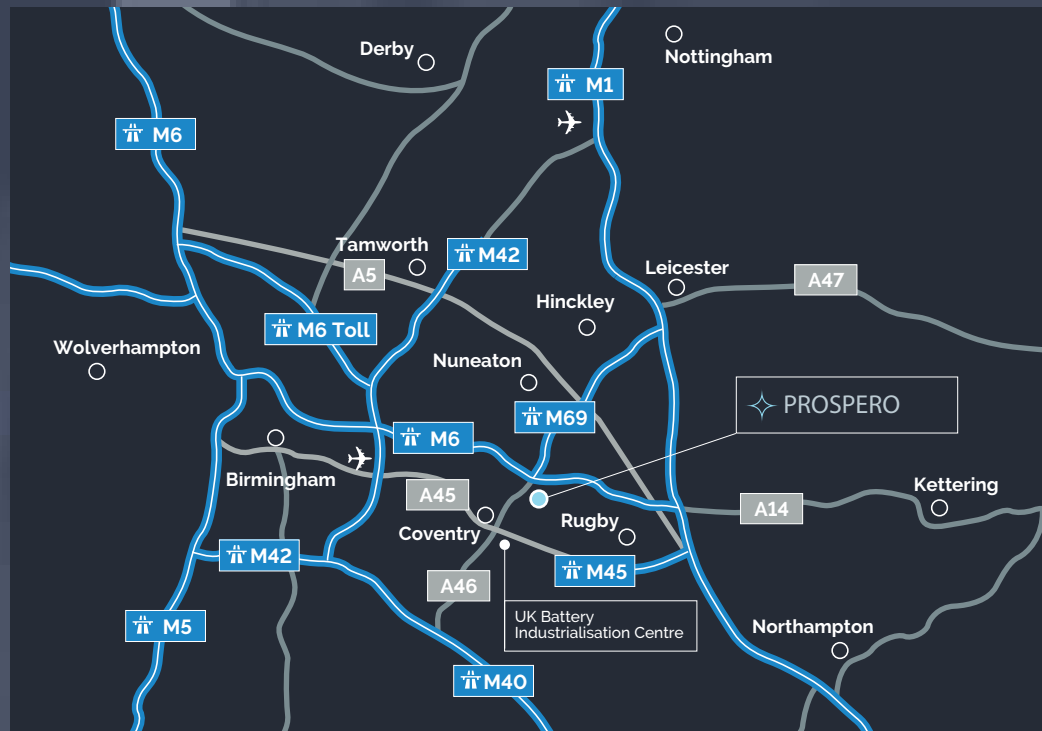 Derby
Nottingham
M1
M6
Tamworth
M42
A5
Leicester
A47
Hinckley
M6 Toll
Wolverhampton
Nuneaton
PROSPERO
M69
M6
Birmingham
A45
Kettering
A14
Coventry
Rugby
M42
M45
A46
UK Battery
Industrialisation Centre
M5
Northampton
M40